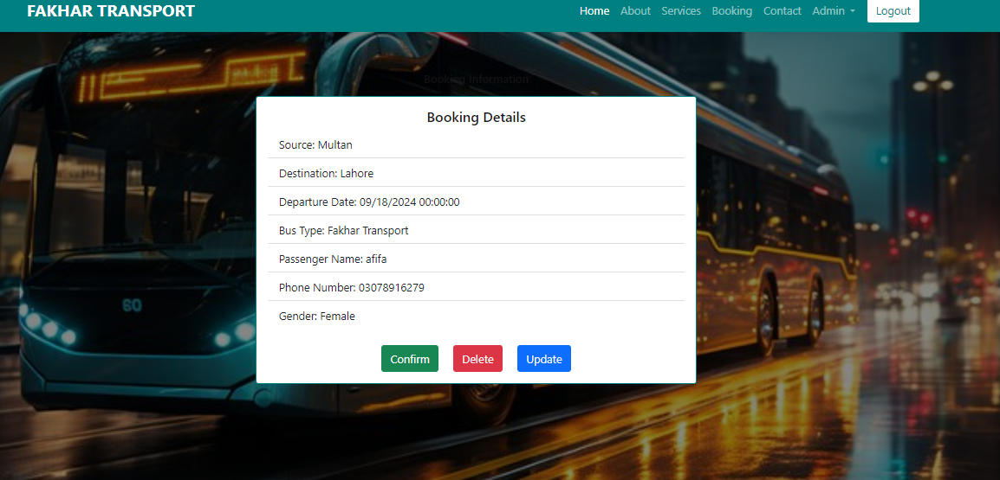 FAKHAR TRANSPORT
Home About Services Booking Contact Admin Logout
Booking Information
Booking Details
Source: Multan
Destination: Lahore
Departure Date: 09/18/2024 00:00:00
Bus Type: Fakhar Transport
Passenger Name: afifa
Phone Number: 03078916279
Gender: Female
Confirm Delete Update